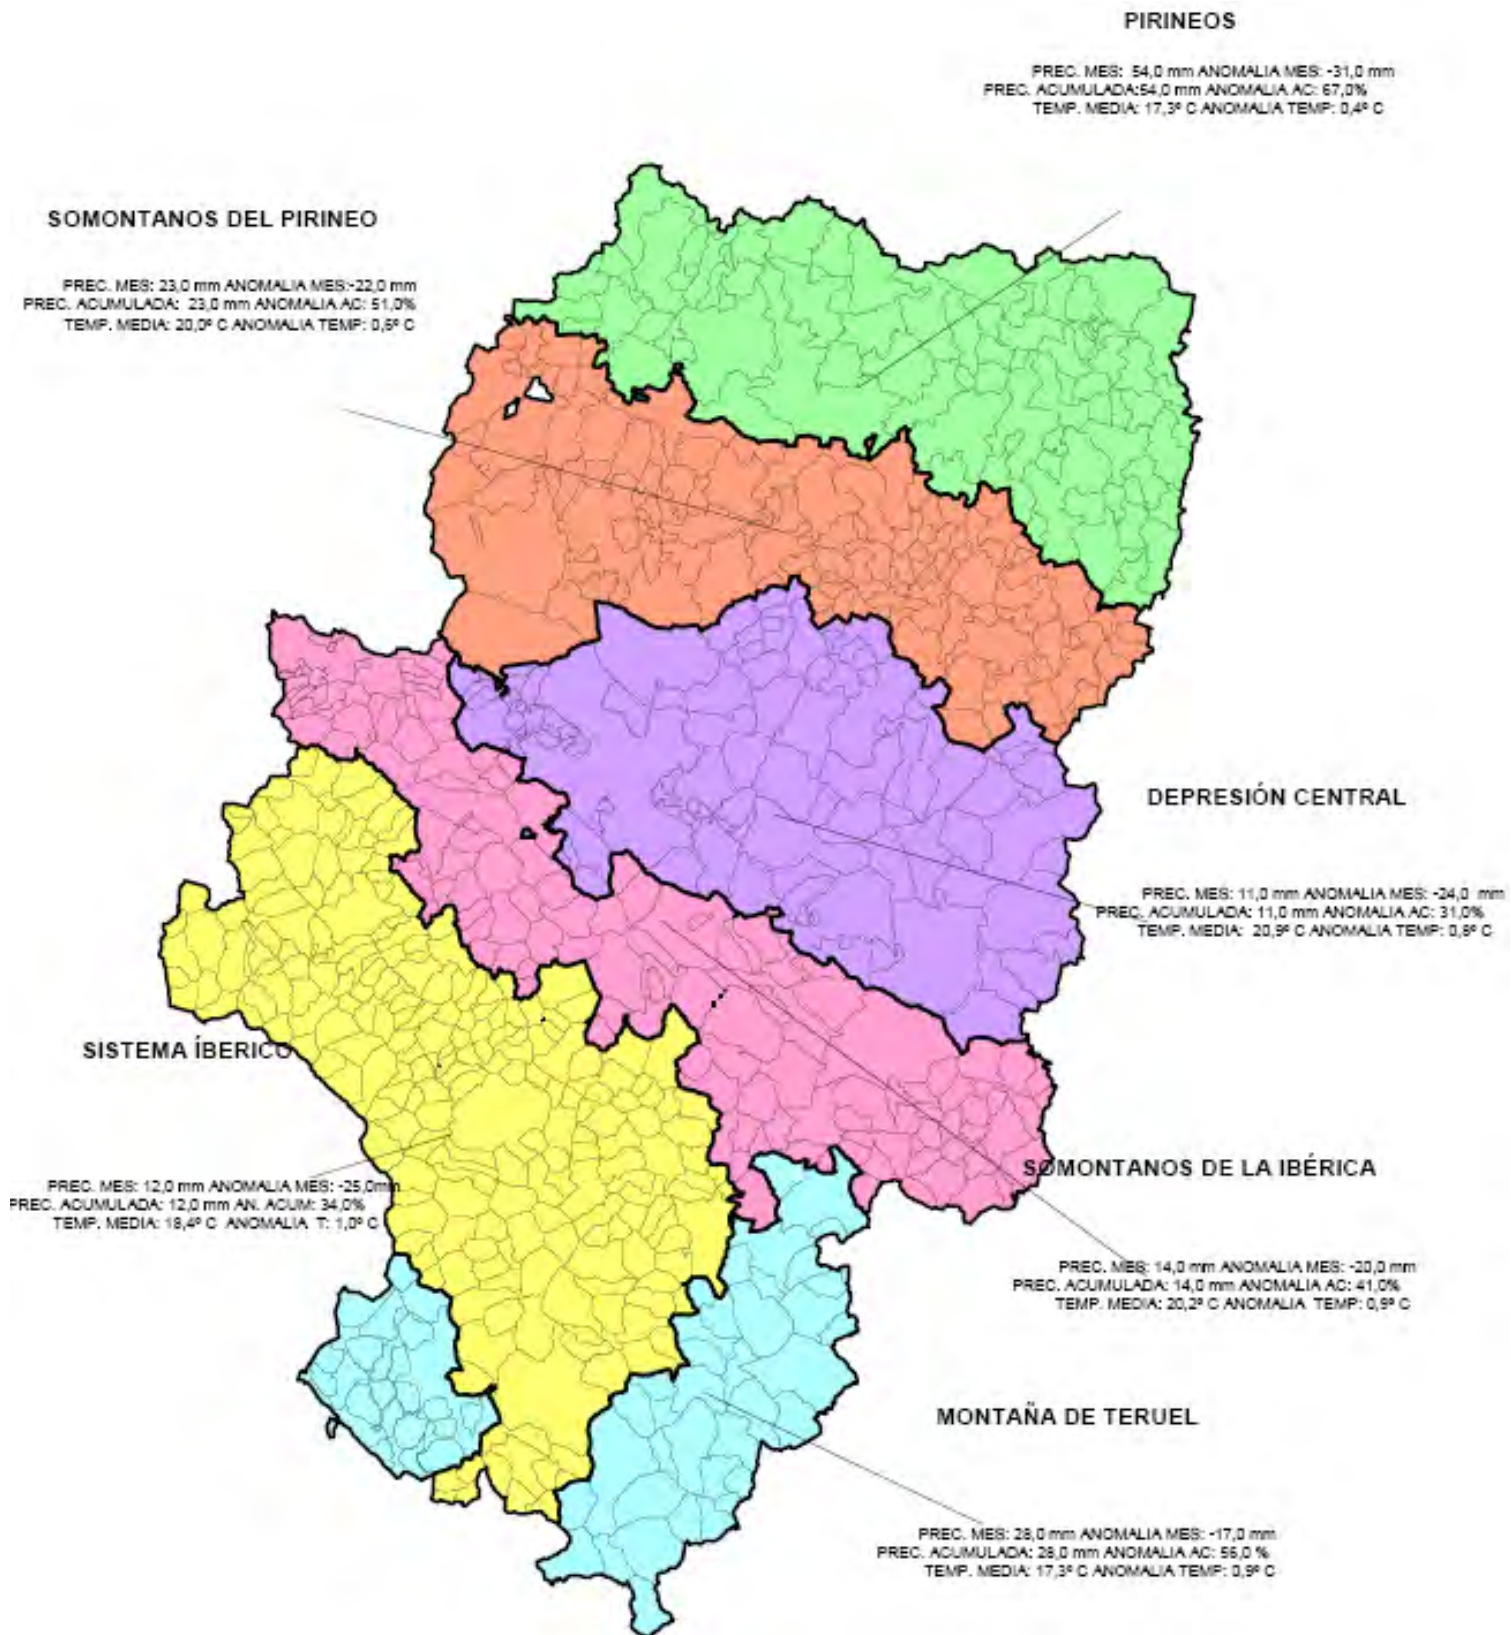 PIRINEOS
PREC. MES: 54,0 mm ANOMALIA MES: -31,0 mm
PREC. ACUMULADA:54,0 mm ANOMALIA AC: 67,0%
TEMP. MEDIA: 17,3º C ANOMALIA TEMP: 0,4º C
SOMONTANOS DEL PIRINEO
PREC. MES: 23,0 mm ANOMALIA MES:-22,0 mm
PREC. ACUMULADA: 23,0 mm ANOMALIA AC: 51,0%
TEMP. MEDIA: 20,0º C ANOMALIA TEMP: º C
DEPRESIÓN CENTRAL
PREC. MES: 11,0 mm ANOMALIA MES: -24,0 mm
PREC. ACUMULADA: 11,0 mm ANOMALIA AC: 31,0%
TEMP. MEDIA: 20,9º C ANOMALIA TEMP: º C
SISTEMA ÍBERICO
PREC. MES: 12,0 mm ANOMALIA MES: -25,0mm
PREC. ACUMULADA: 12,0 mm AN. ACUM: 34,0%
TEMP. MEDIA: 18,4º C ANOMALIA T: 1,0º C
SOMONTANOS DE LA IBÉRICA
PREC. MES: 14,0 mm ANOMALIA MES: -20,0 mm
PREC. ACUMULADA: 14,0 mm ANOMALIA AC: 41,0%
TEMP. MEDIA: 20,2º C ANOMALIA TEMP: 0,9º C
MONTAÑA DE TERUEL
PREC. MES: 28,0 mm ANOMALIA MES: -17,0 mm
PREC. ACUMULADA: 28,0 mm ANOMALIA AC: 56,0 %
TEMP. MEDIA: 17,3º C ANOMALIA TEMP: 0,9º C